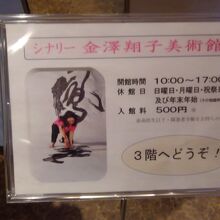 シナリー 金澤翔子美術館
開館時間 10:00～17:00
休館日 日曜日・月曜日・祝祭日
及び年末年始
入館料 500円
3階へどうぞ！